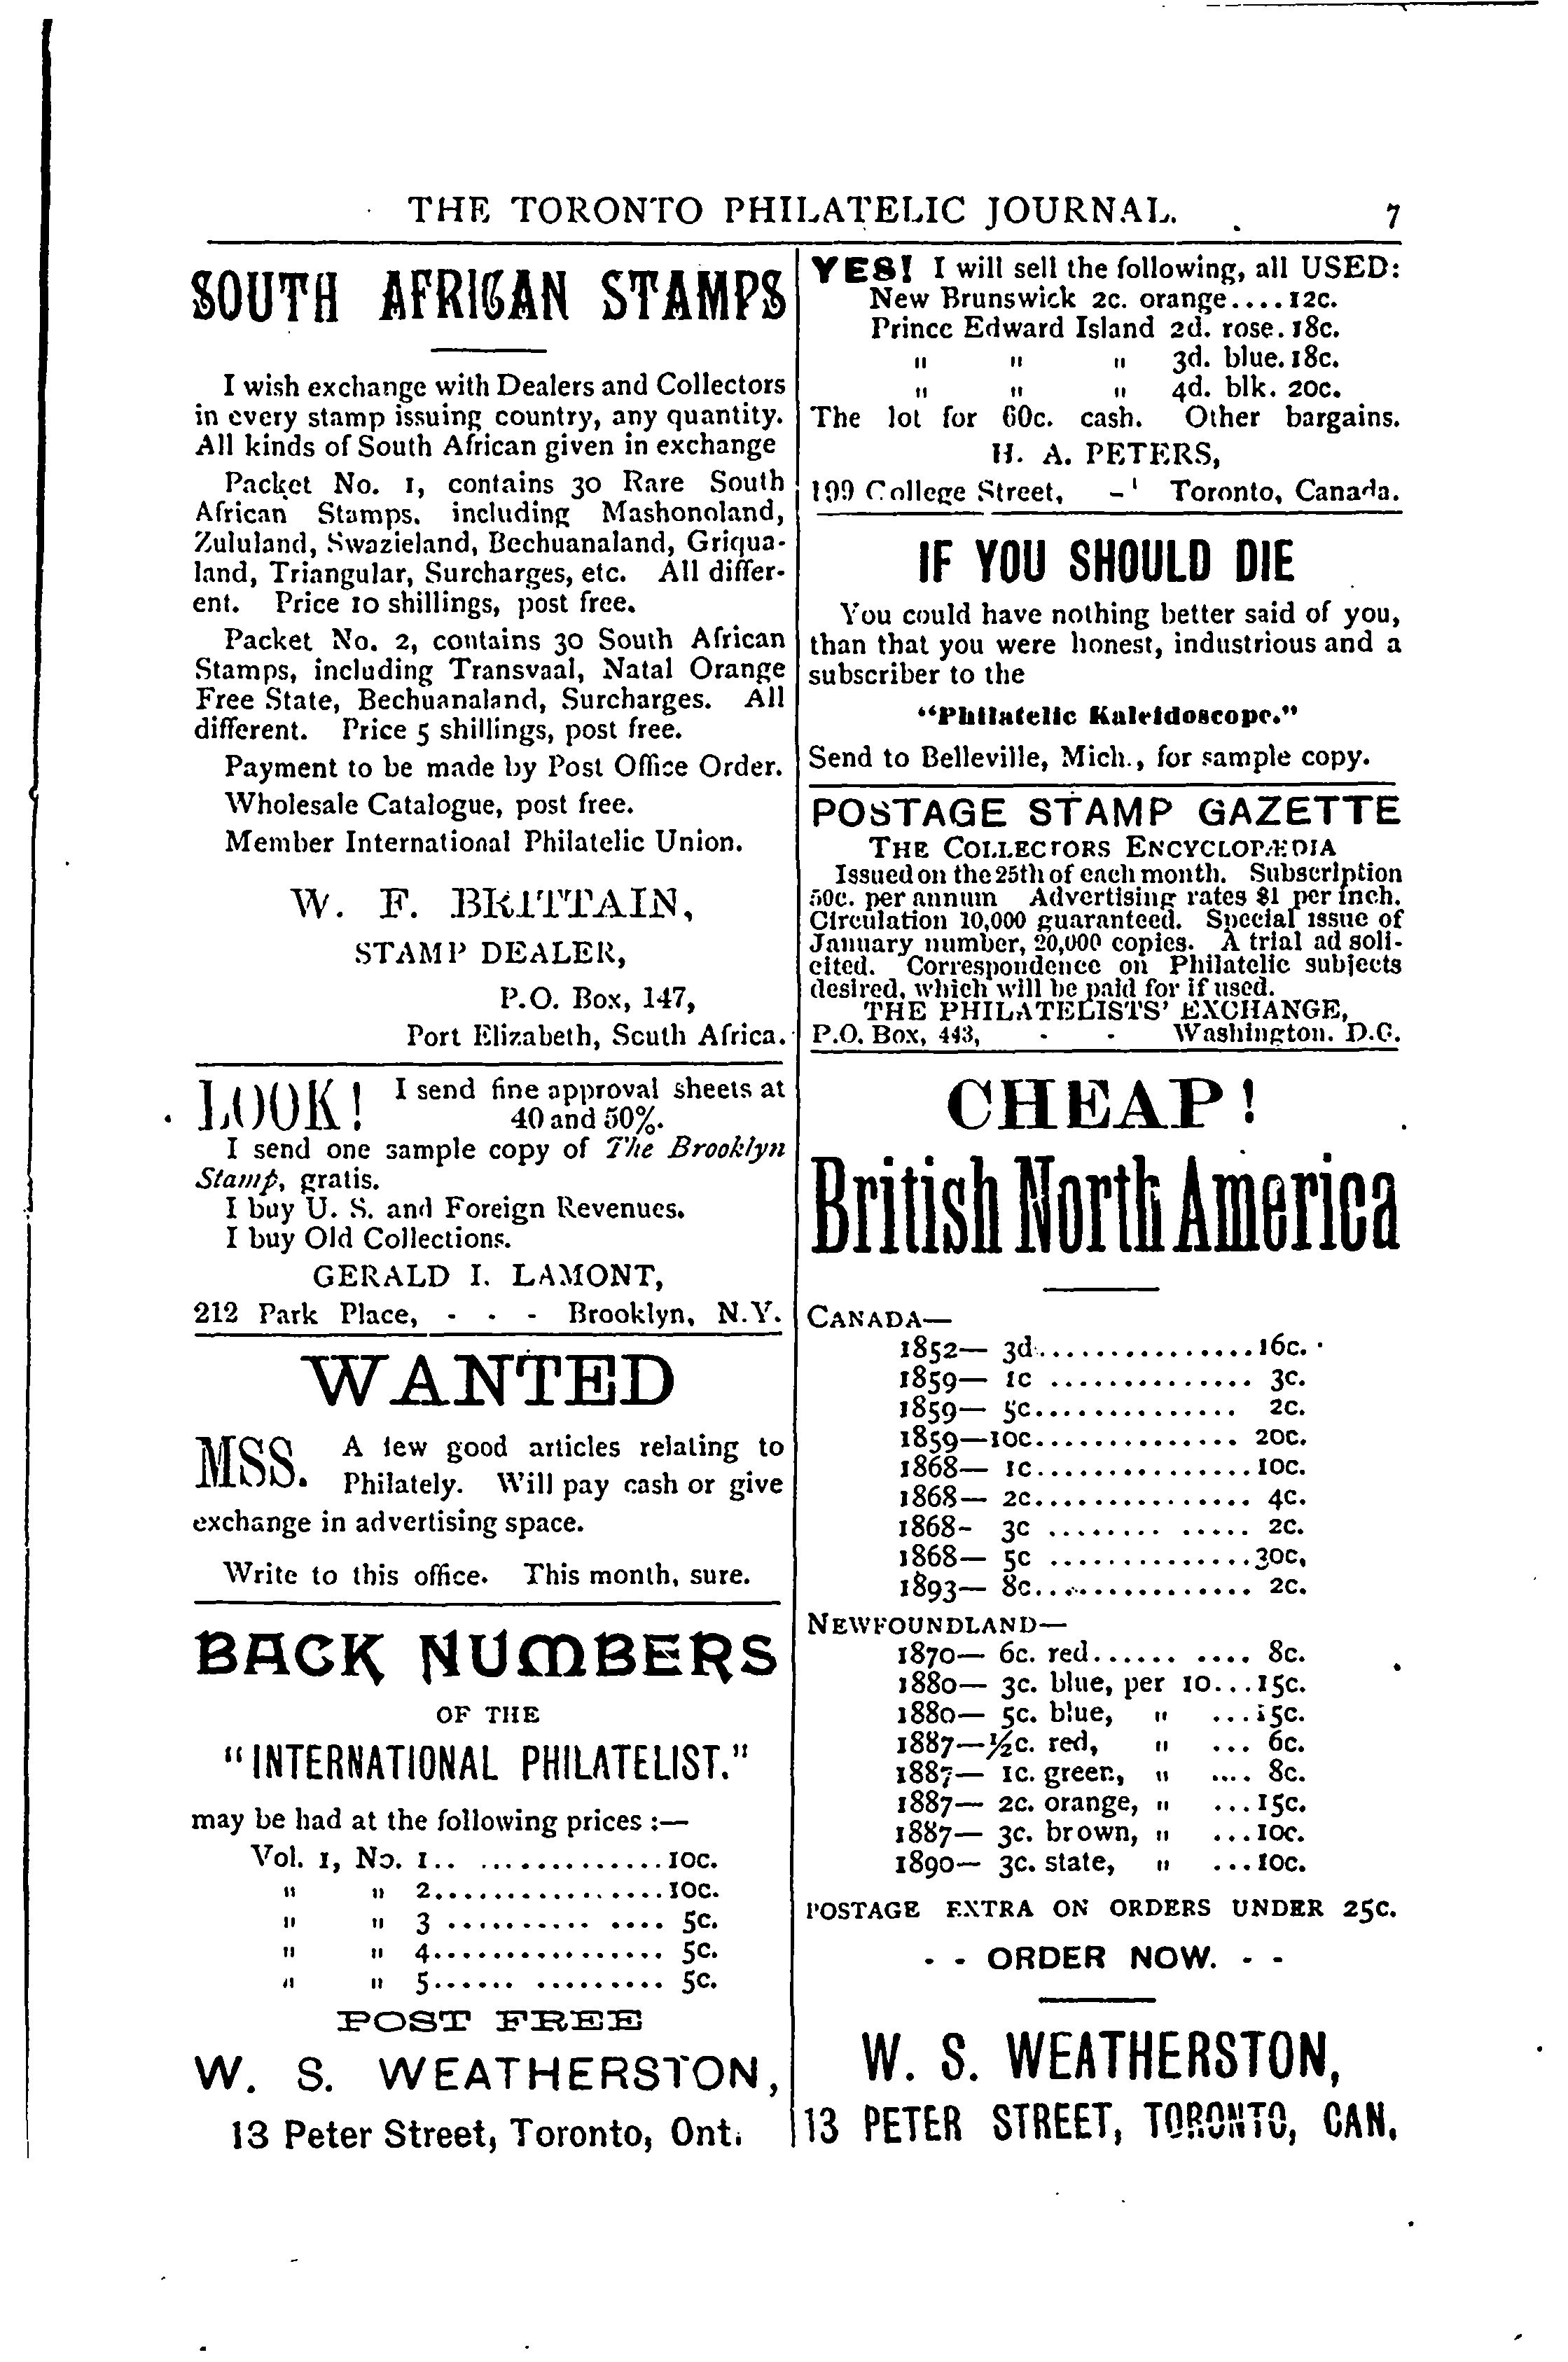 THE TORONTO PHILATELIC JOURNAL. 7
SOUTH AFRICAN STAMPS
I wish exchange with Dealers and Collectors
in every stamp issuing country, any quantity.
All kinds of South African given in exchange
Packet No. 1, contains 30 Rare South
African Stamps. including Mashonoland,
Zululand, Swazieland, Bechuanaland, Griqua-
land, Triangular, Surcharges, etc. All differ-
ent. Price 10 shillings, post free.
Packet No. 2, contains 30 South African
Stamps, including Transvaal, Natal Orange
Free State, Bechuanaland, Surcharges. All
different. Price 5 shillings, post free.
Payment to be made by Post Office Order.
Wholesale Catalogue, post free.
Member International Philatelic Union.
W. F. BRITTAIN,
STAMP DEALER,
P.O. Box, 147,
Port Elizabeth, South Africa.
LOOK! I send fine approval sheets at
40 and 50%.
I send one sample copy of The Brooklyn
Stamp, gratis.
I buy U. S. and Foreign Revenues.
I buy Old Collections.
GERALD I. LAMONT,
212 Park Place, - - - Brooklyn, N.Y.
WANTED
MSS. A few good articles relating to
Philately. Will pay cash or give
exchange in advertising space.
Write to this office. This month, sure.
BACK NUMBERS
OF THE
"INTERNATIONAL PHILATELIST."
may be had at the following prices :—
Vol. 1, No. 1.. .............10c.
" " 2................10c.
" " 3 .......... .... 5c.
" " 4................ 5c.
" " 5...... ......... 5c.
POST FREE
W. S. WEATHERSTON,
13 Peter Street, Toronto, Ont.
YES! I will sell the following, all USED:
New Brunswick 2c. orange....12c.
Prince Edward Island 2d. rose.18c.
" " " 3d. blue.18c.
" " " 4d. blk. 20c.
The lot for 60c. cash. Other bargains.
H. A. PETERS,
199 College Street, - Toronto, Canada.
IF YOU SHOULD DIE
You could have nothing better said of you,
than that you were honest, industrious and a
subscriber to the
"Philatelic Kaleidoscope."
Send to Belleville, Mich., for sample copy.
POSTAGE STAMP GAZETTE
THE COLLECTORS ENCYCLOPÆDIA
Issued on the 25th of each month. Subscription
50c. per annum Advertising rates $1 per inch.
Circulation 10,000 guaranteed. Special issue of
January number, 20,000 copies. A trial ad soli-
cited. Correspondence on Philatelic subjects
desired, which will be paid for if used.
THE PHILATELISTS' EXCHANGE,
P.O. Box, 443, - - Washington. D.C.
CHEAP!
British North America
CANADA—
1852— 3d...............16c.
1859— 1c .............. 3c.
1859— 5c.............. 2c.
1859—10c.............. 20c.
1868— 1c...............10c.
1868— 2c............... 4c.
1868- 3c ........ ..... 2c.
1868— 5c ..............30c,
1893— 8c............... 2c.
NEWFOUNDLAND—
1870— 6c. red...... .... 8c.
1880— 3c. blue, per 10...15c.
1880— 5c. blue, " ...15c.
1887—½c. red, " ... 6c.
1887— 1c. green, " .... 8c.
1887— 2c. orange, " ...15c.
1887— 3c. brown, " ...10c.
1890— 3c. state, " ...10c.
POSTAGE EXTRA ON ORDERS UNDER 25C.
- - ORDER NOW. - -
W. S. WEATHERSTON,
13 PETER STREET, TORONTO, CAN.